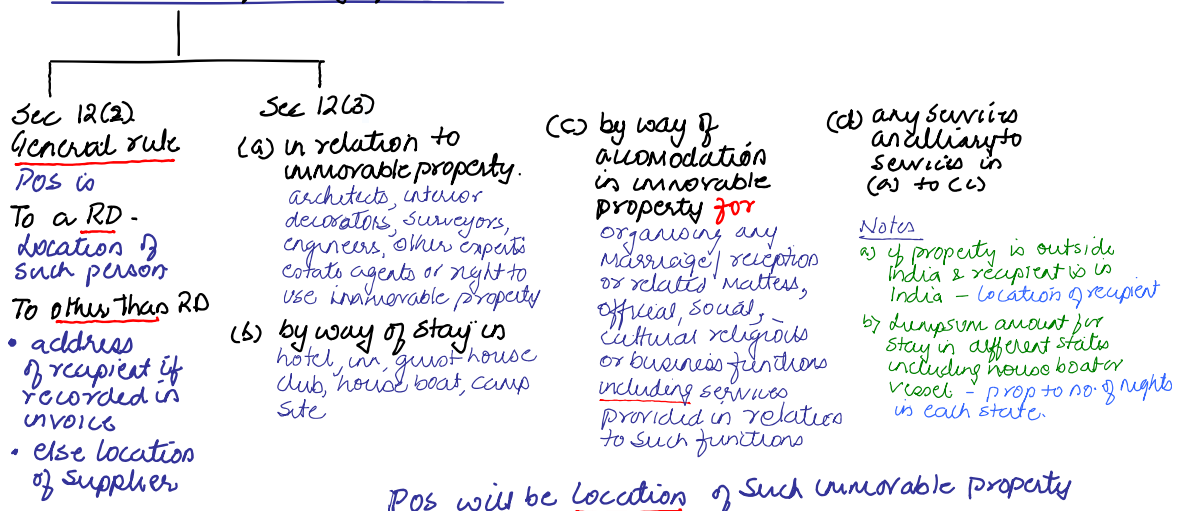 Sec 12(2)
General rule
POS is
To a RD -
Location of
such person
To other than RD
• address
of recipient if
recorded in
invoice
• else location
of supplier
Sec 12(3)
(a) in relation to
immovable property.
architects, interior
decorators, surveyors,
engineers, other experts
estate agents or right to
use immovable property
(b) by way of stay in
hotel, inn, guest house
club, house boat, camp
site
(c) by way of
accomodation
in immovable
property for
organising any
marriage/reception
or related matters,
official, social,
cultural religious
or business functions
including services
provided in relation
to such functions
(d) any services
ancilliary to
services in
(a) to (c)
Notes
a) if property is outside
India & recipient is in
India – location of recipient
b) lumpsum amount for
stay in different states
including house boat or
vessel – prop to no. of nights
in each state.
POS will be location of such immovable property